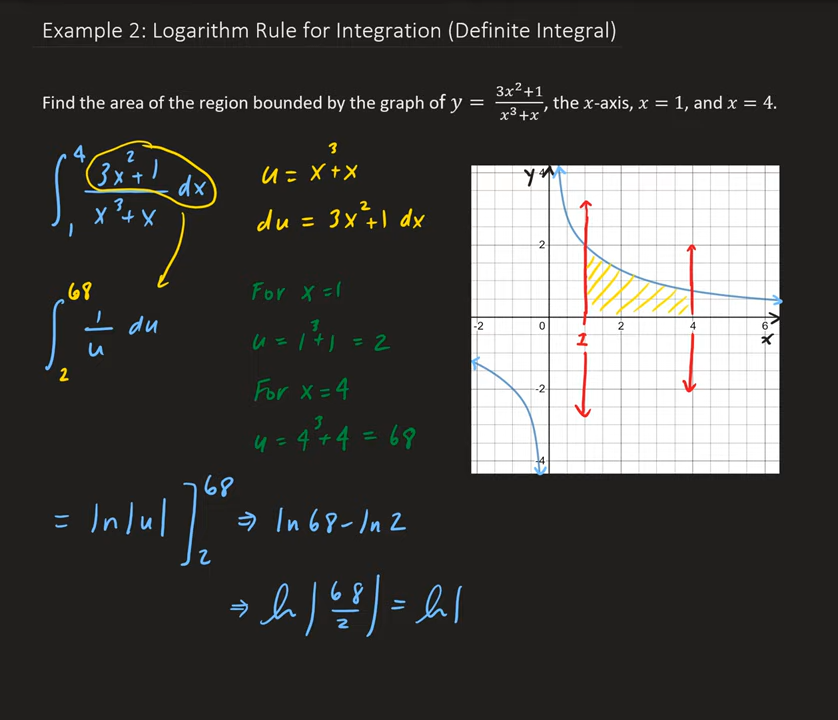 Example 2: Logarithm Rule for Integration (Definite Integral)
Find the area of the region bounded by the graph of y = (3x²+1)/(x³+x), the x-axis, x = 1, and x = 4.
∫₁⁴ (3x²+1)/(x³+x) dx
u = x³+x
du = 3x²+1 dx
∫₂⁶⁸ 1/u du
For x=1
u = 1³+1 = 2
For x=4
u = 4³+4 = 68
y 4
2
-2 0 2 4 6
1 x
-2
-4
= ln|u| ]₂⁶⁸ ⇒ ln 68 - ln 2
⇒ ln |68/2| = ln |